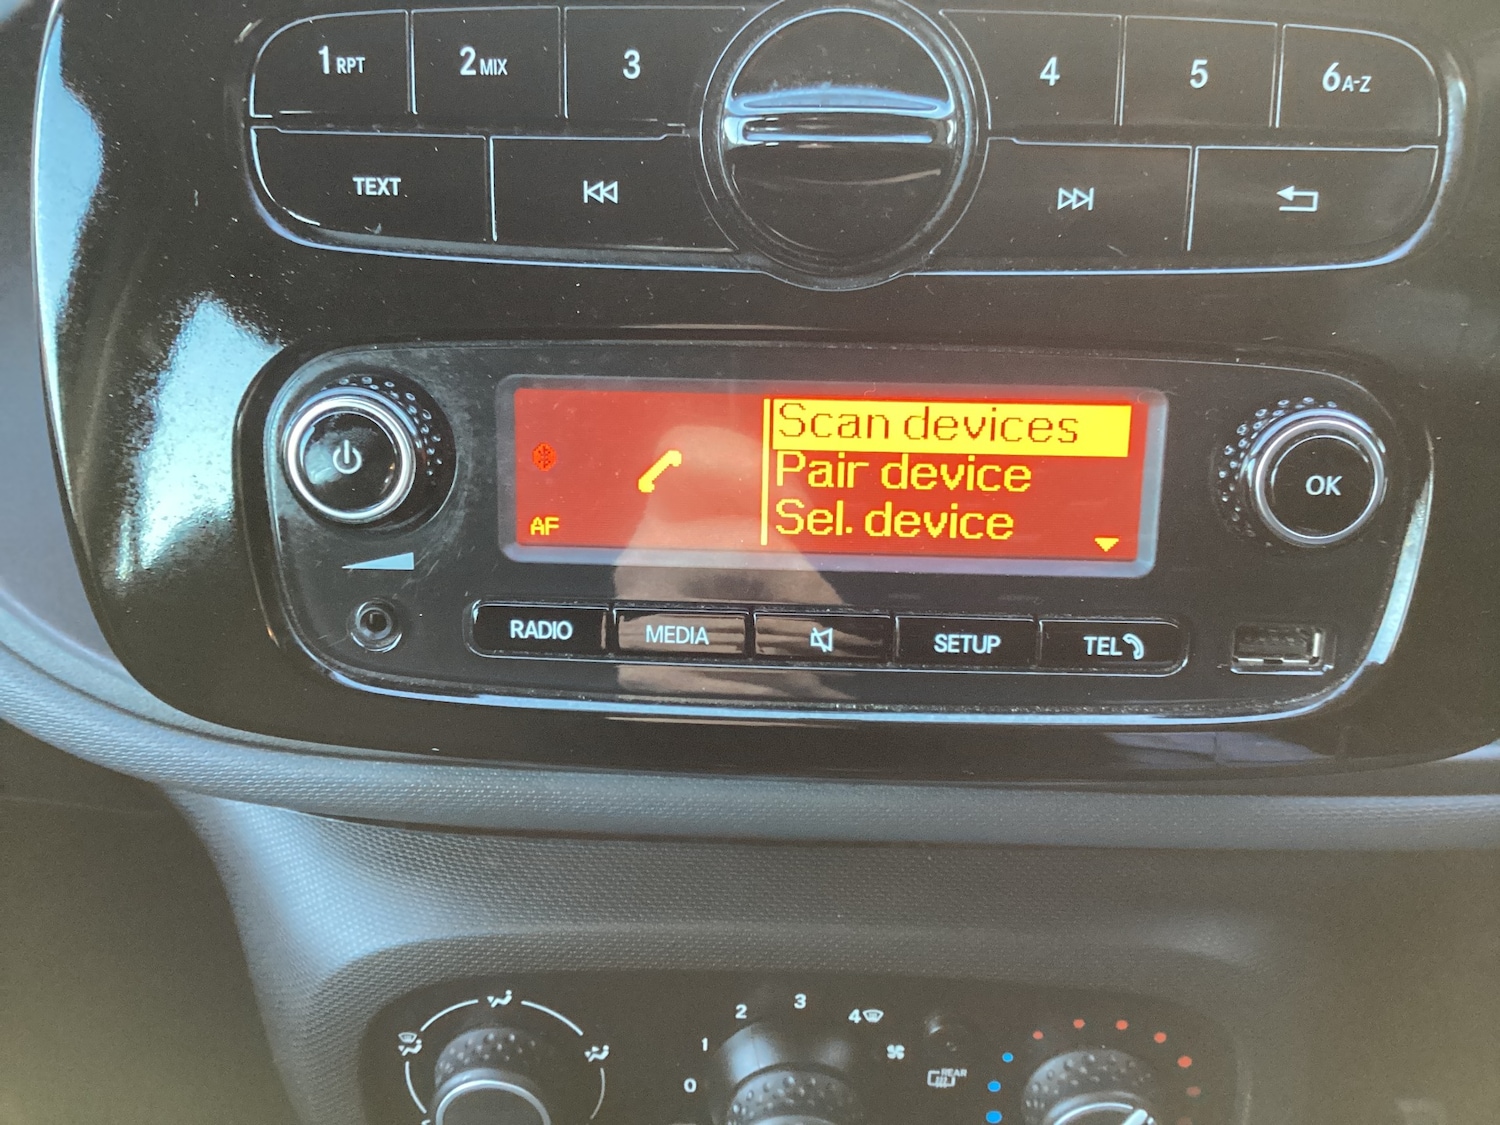 1 RPT
2 MIX
3
4
5
6 A-Z
TEXT
Scan devices
Pair device
Sel. device
AF
OK
RADIO
MEDIA
SETUP
TEL
0
1
2
3
4
REAR